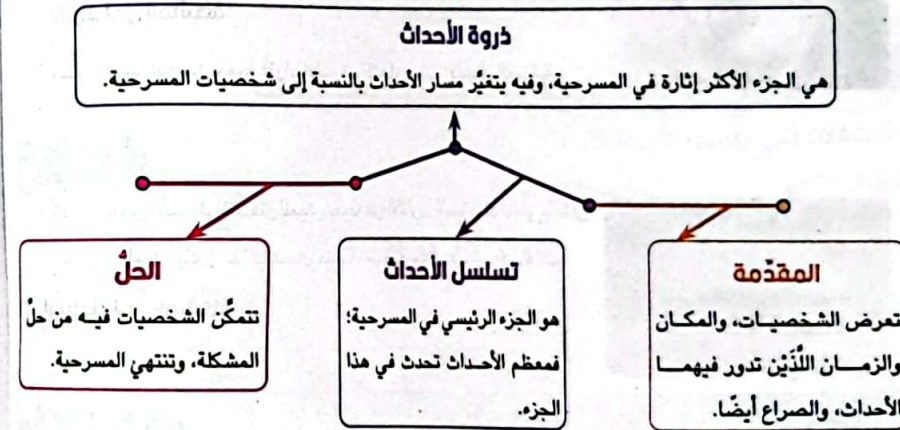 ذروة الأحداث
هي الجزء الأكثر إثارة في المسرحية، وفيه يتغيَّر مسار الأحداث بالنسبة إلى شخصيات المسرحية.
المقدّمة
تعرض الشخصيات، والمكان
والزمان اللَّذَيْن تدور فيهما
الأحداث، والصراع أيضًا.
تسلسل الأحداث
هو الجزء الرئيسي في المسرحية؛
فمعظم الأحداث تحدث في هذا
الجزء.
الحلُّ
تتمكَّن الشخصيات فيه من حلِّ
المشكلة، وتنتهي المسرحية.